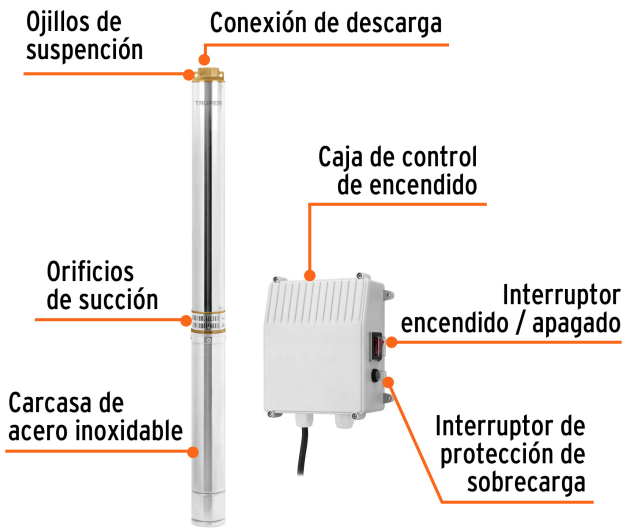 Ojillos de
suspención
Conexión de descarga
TRUPER
Caja de control
de encendido
Orificios
de succión
Interruptor
encendido / apagado
Carcasa de
acero inoxidable
Interruptor de
protección de
sobrecarga